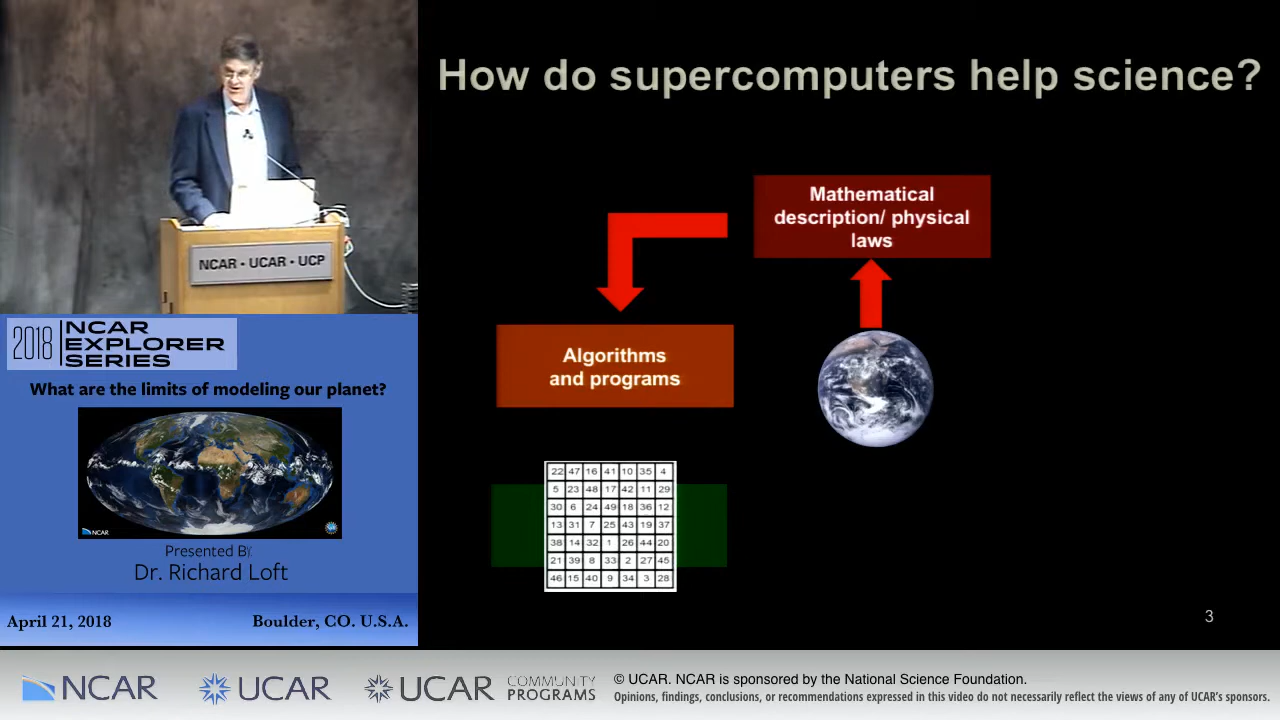 How do supercomputers help science?
Mathematical
description/ physical
laws
Algorithms
and programs
22 47 16 41 10 35 4
5 23 48 17 42 11 29
30 6 24 49 18 36 12
13 31 7 25 43 19 37
38 14 32 1 26 44 20
21 39 8 33 2 27 45
46 15 40 9 34 3 28
3
NCAR • UCAR • UCP
2018 NCAR
EXPLORER
SERIES
What are the limits of modeling our planet?
NCAR
Presented By:
Dr. Richard Loft
April 21, 2018 Boulder, CO. U.S.A.
NCAR UCAR UCAR COMMUNITY
PROGRAMS
© UCAR. NCAR is sponsored by the National Science Foundation.
Opinions, findings, conclusions, or recommendations expressed in this video do not necessarily reflect the views of any of UCAR's sponsors.